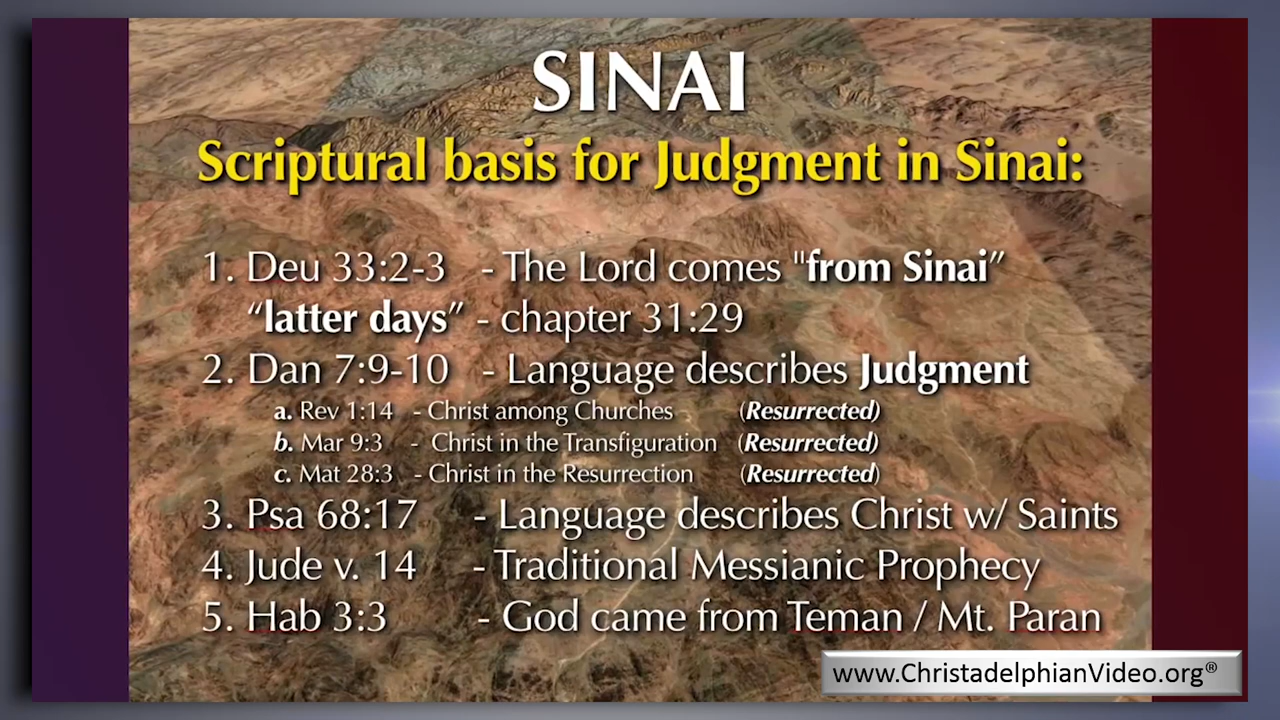 SINAI
Scriptural basis for Judgment in Sinai:
1. Deu 33:2-3 - The Lord comes "from Sinai”
“latter days” - chapter 31:29
2. Dan 7:9-10 - Language describes Judgment
a. Rev 1:14 - Christ among Churches (Resurrected)
b. Mar 9:3 - Christ in the Transfiguration (Resurrected)
c. Mat 28:3 - Christ in the Resurrection (Resurrected)
3. Psa 68:17 - Language describes Christ w/ Saints
4. Jude v. 14 - Traditional Messianic Prophecy
5. Hab 3:3 - God came from Teman / Mt. Paran
www.ChristadelphianVideo.org®